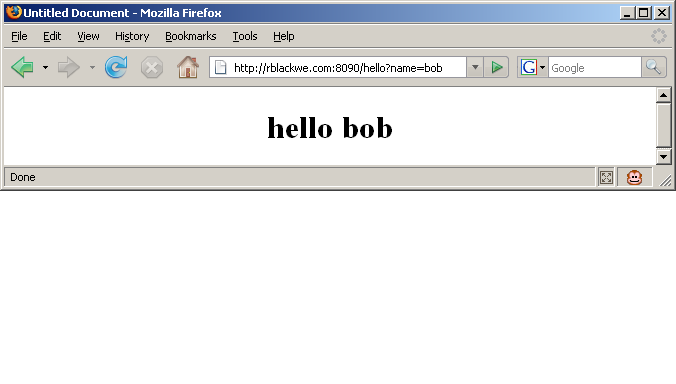 Untitled Document - Mozilla Firefox
File Edit View History Bookmarks Tools Help
http://rblackwe.com:8090/hello?name=bob G Google
hello bob
Done